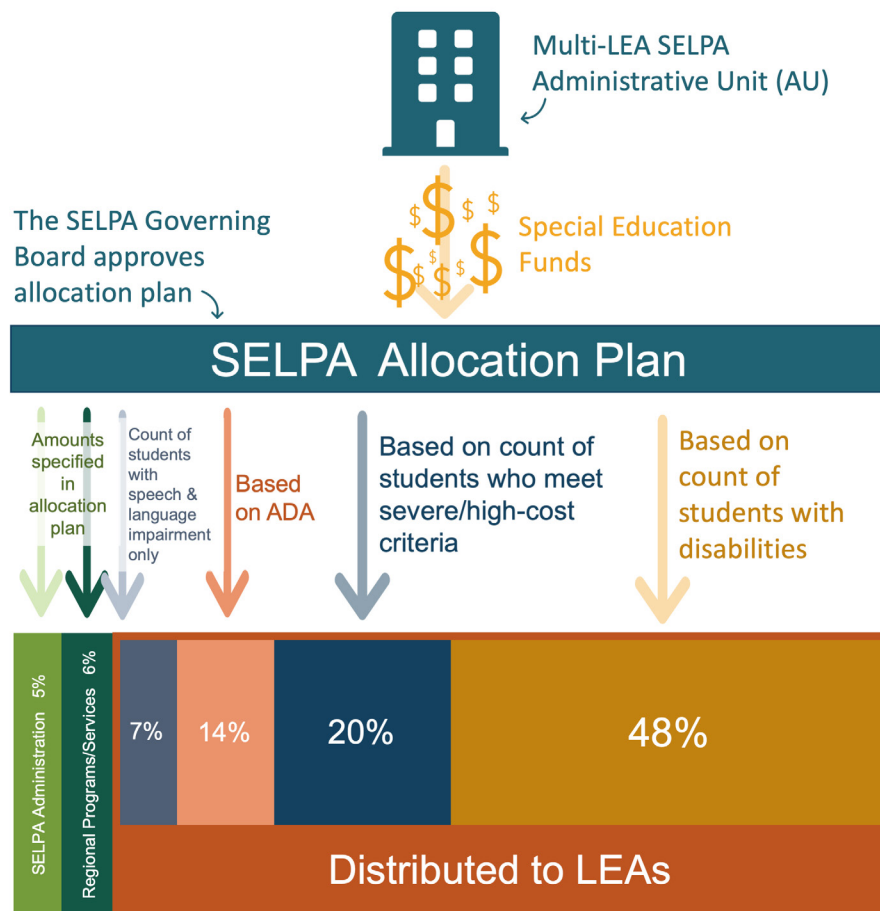 Multi-LEA SELPA
Administrative Unit (AU)
The SELPA Governing
Board approves
allocation plan
$
$
$
$
Special Education
Funds
$
$
$
$
$
SELPA Allocation Plan
Amounts
specified
in
allocation
plan
Count of
students
with
speech &
language
impairment
only
Based
on ADA
Based on count of
students who meet
severe/high-cost
criteria
Based on
count of
students with
disabilities
SELPA Administration 5%
Regional Programs/Services 6%
7%
14%
20%
48%
Distributed to LEAs